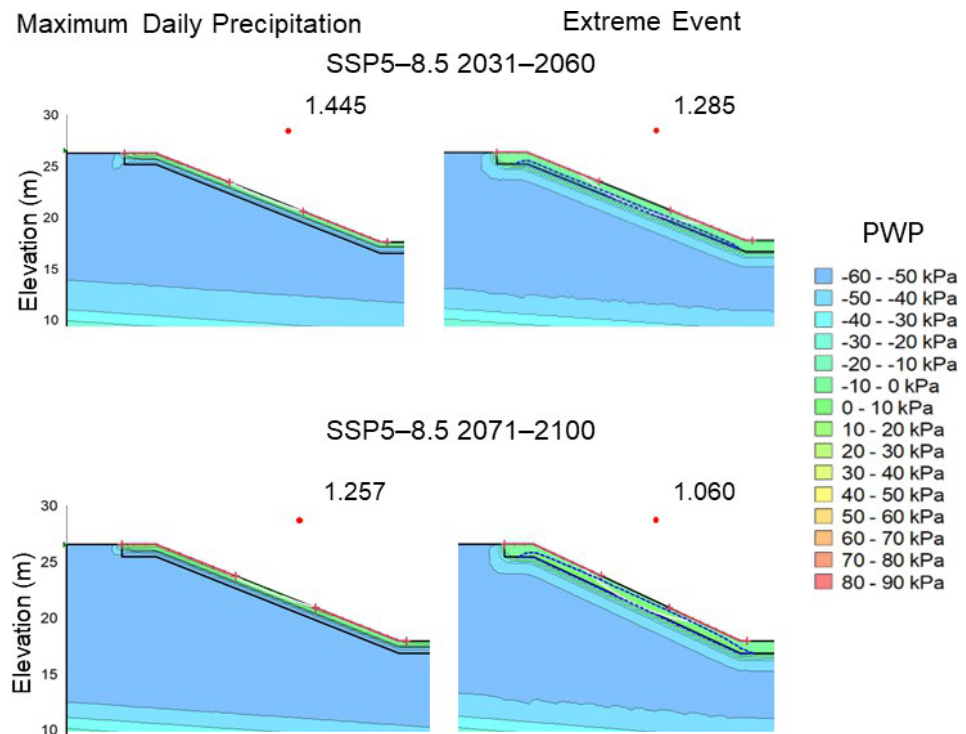 Maximum Daily Precipitation
Extreme Event
SSP5–8.5 2031–2060
1.445
1.285
Elevation (m)
30
25
20
15
10
PWP
-60 - -50 kPa
-50 - -40 kPa
-40 - -30 kPa
-30 - -20 kPa
-20 - -10 kPa
-10 - 0 kPa
0 - 10 kPa
10 - 20 kPa
20 - 30 kPa
30 - 40 kPa
40 - 50 kPa
50 - 60 kPa
60 - 70 kPa
70 - 80 kPa
80 - 90 kPa
SSP5–8.5 2071–2100
1.257
1.060
Elevation (m)
30
25
20
15
10